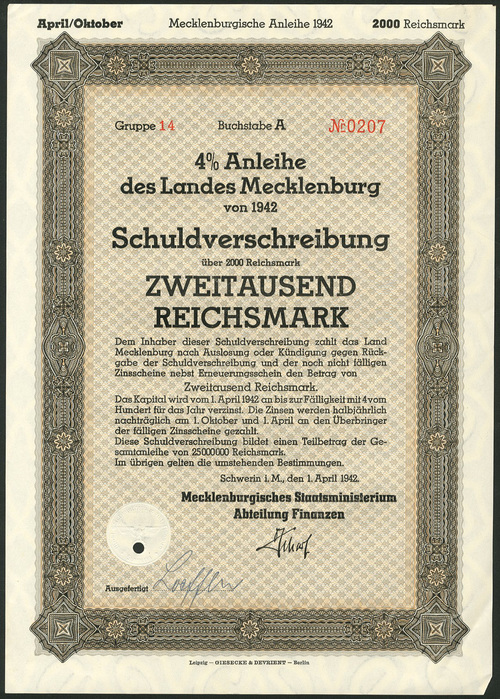 April/Oktober Mecklenburgische Anleihe 1942 2000 Reichsmark
Gruppe 14 Buchstabe A № 0207
4% Anleihe
des Landes Mecklenburg
von 1942
Schuldverschreibung
über 2000 Reichsmark
ZWEITAUSEND
REICHSMARK
Dem Inhaber dieser Schuldverschreibung zahlt das Land
Mecklenburg nach Auslosung oder Kündigung gegen Rück-
gabe der Schuldverschreibung und der noch nicht fälligen
Zinsscheine nebst Erneuerungsschein den Betrag von
Zweitausend Reichsmark.
Das Kapital wird vom 1. April 1942 an bis zur Fälligkeit mit 4 vom
Hundert für das Jahr verzinst. Die Zinsen werden halbjährlich
nachträglich am 1. Oktober und 1. April an den Überbringer
der fälligen Zinsscheine gezahlt.
Diese Schuldverschreibung bildet einen Teilbetrag der Ge-
samtanleihe von 25000000 Reichsmark.
Im übrigen gelten die umstehenden Bestimmungen.
Schwerin i. M., den 1. April 1942.
Mecklenburgisches Staatsministerium
Abteilung Finanzen
Ausgefertigt
Leipzig — GIESECKE & DEVRIENT — Berlin